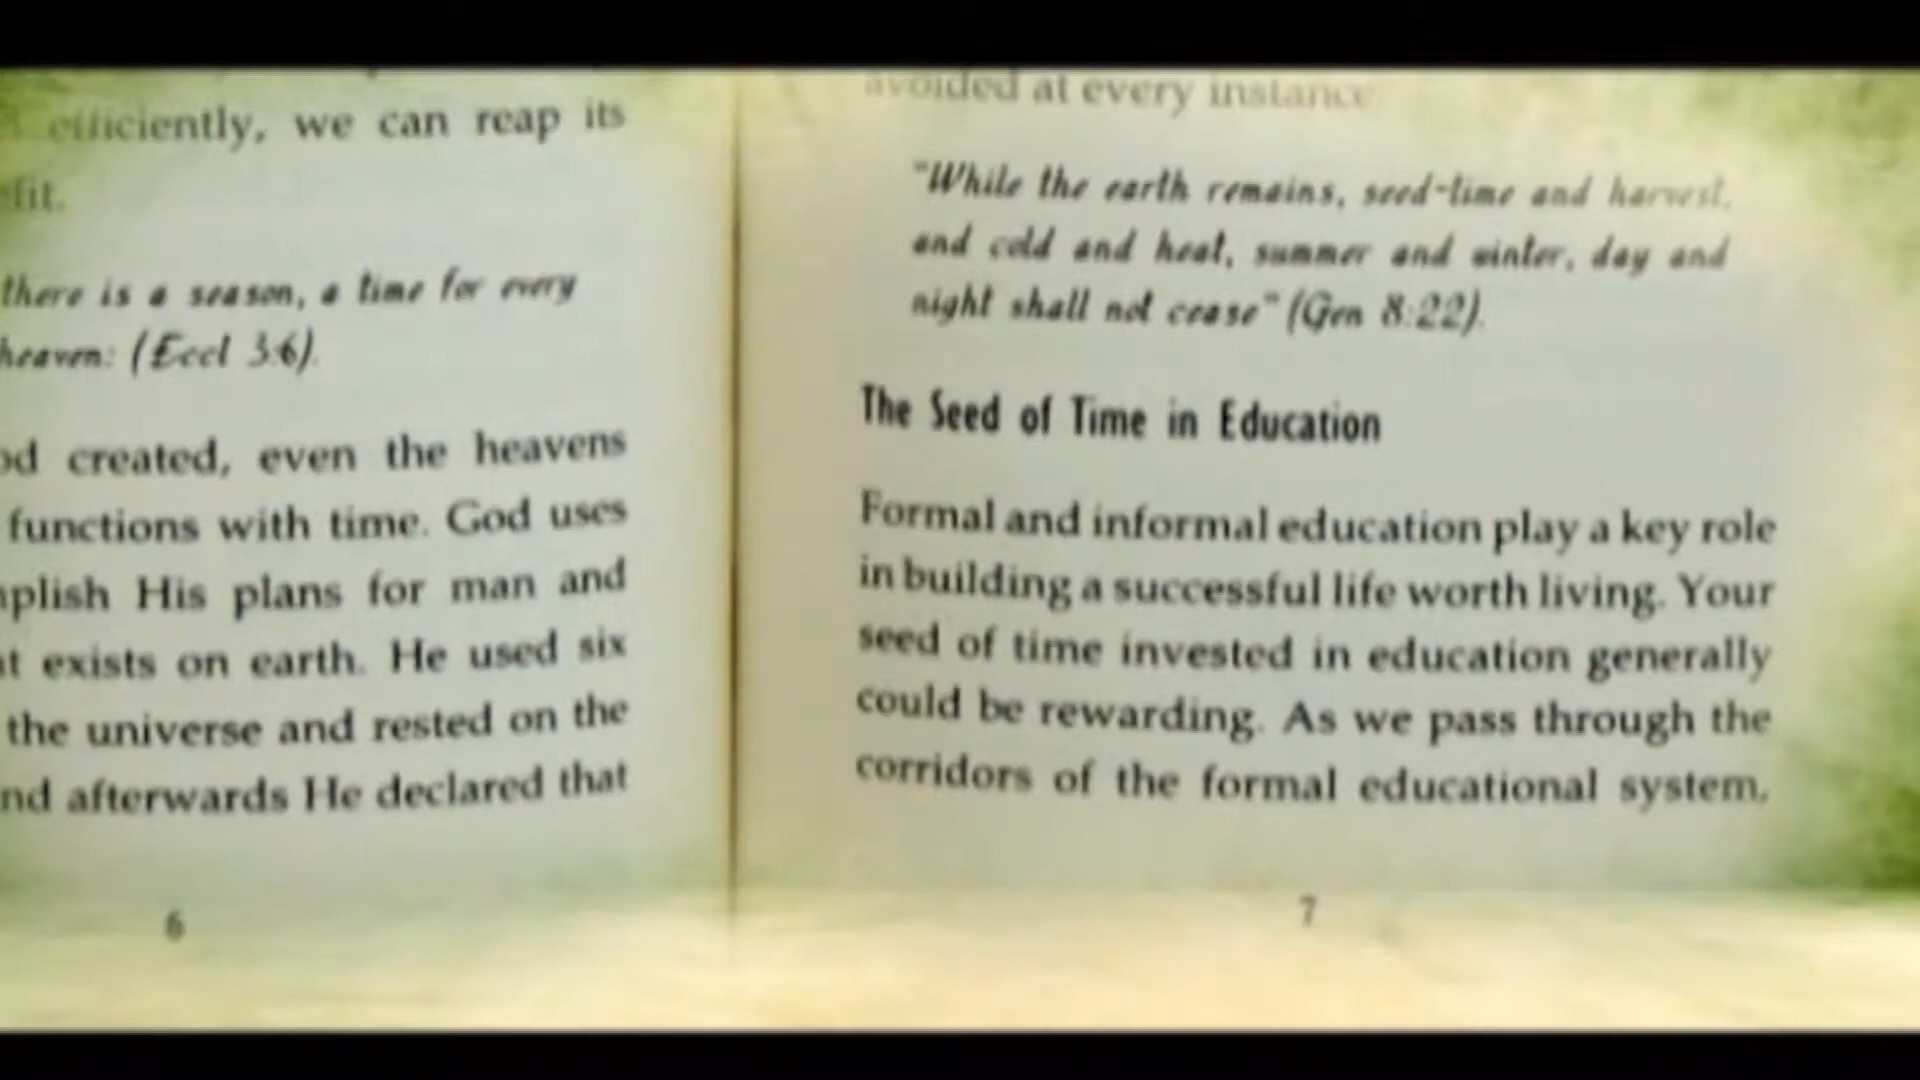 efficiently, we can reap its
fit.
there is a season, a time for every
heaven: (Eccl 3:6).
od created, even the heavens
functions with time. God uses
plish His plans for man and
t exists on earth. He used six
the universe and rested on the
nd afterwards He declared that
6
avoided at every instance
"While the earth remains, seed-time and harvest,
and cold and heat, summer and winter, day and
night shall not cease" (Gen 8:22).
The Seed of Time in Education
Formal and informal education play a key role
in building a successful life worth living. Your
seed of time invested in education generally
could be rewarding. As we pass through the
corridors of the formal educational system,
7